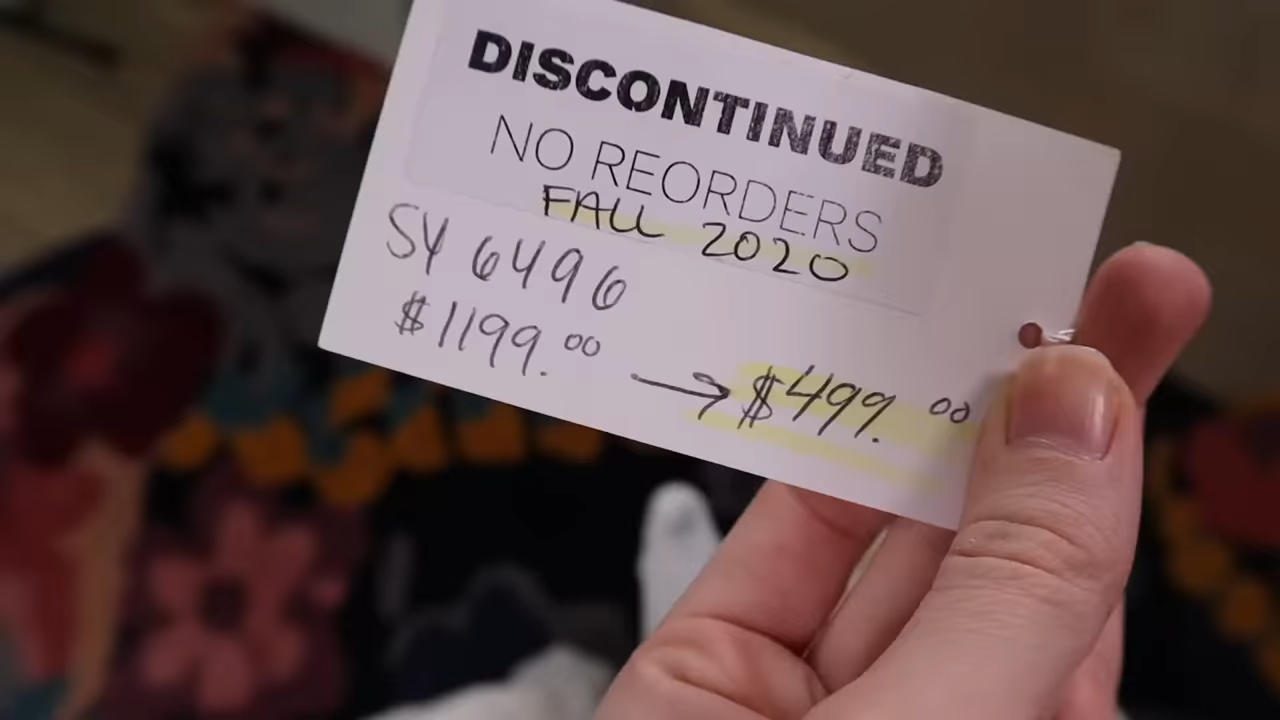 DISCONTINUED
NO REORDERS
FALL 2020
SY 6496
$1199.00
→ $499.00